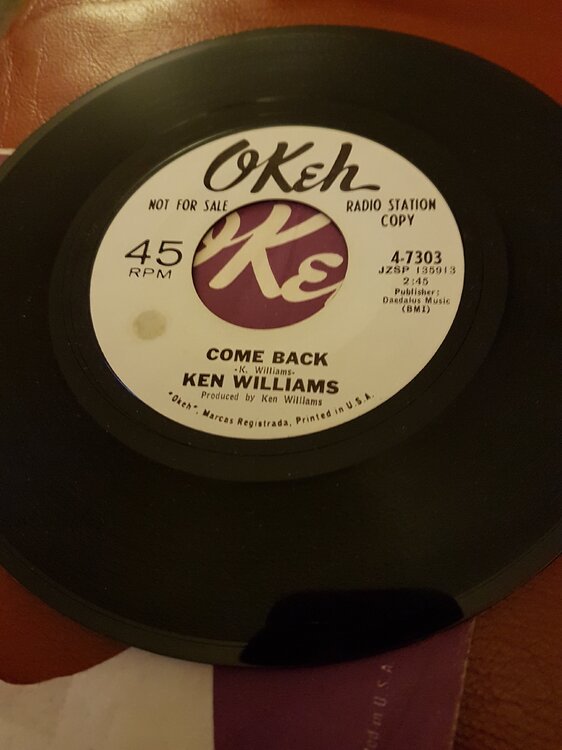 OKeh
NOT FOR SALE
RADIO STATION
COPY
45
RPM
4-7303
JZSP 135913
2:45
Publisher:
Daedalus Music
(BMI)
COME BACK
-K. Williams-
KEN WILLIAMS
Produced by Ken Williams
"Okeh", Marcas Registrada, Printed in U.S.A.